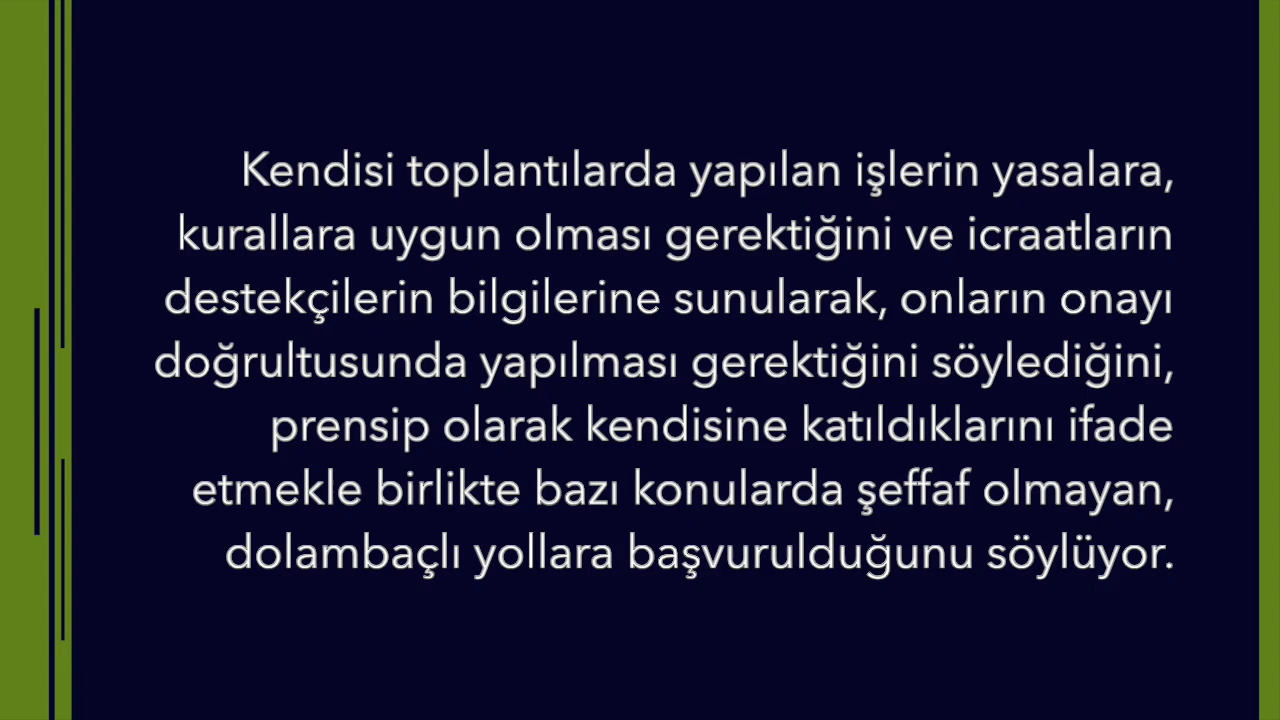 Kendisi toplantılarda yapılan işlerin yasalara,
kurallara uygun olması gerektiğini ve icraatların
destekçilerin bilgilerine sunularak, onların onayı
doğrultusunda yapılması gerektiğini söylediğini,
prensip olarak kendisine katıldıklarını ifade
etmekle birlikte bazı konularda şeffaf olmayan,
dolambaçlı yollara başvurulduğunu söylüyor.